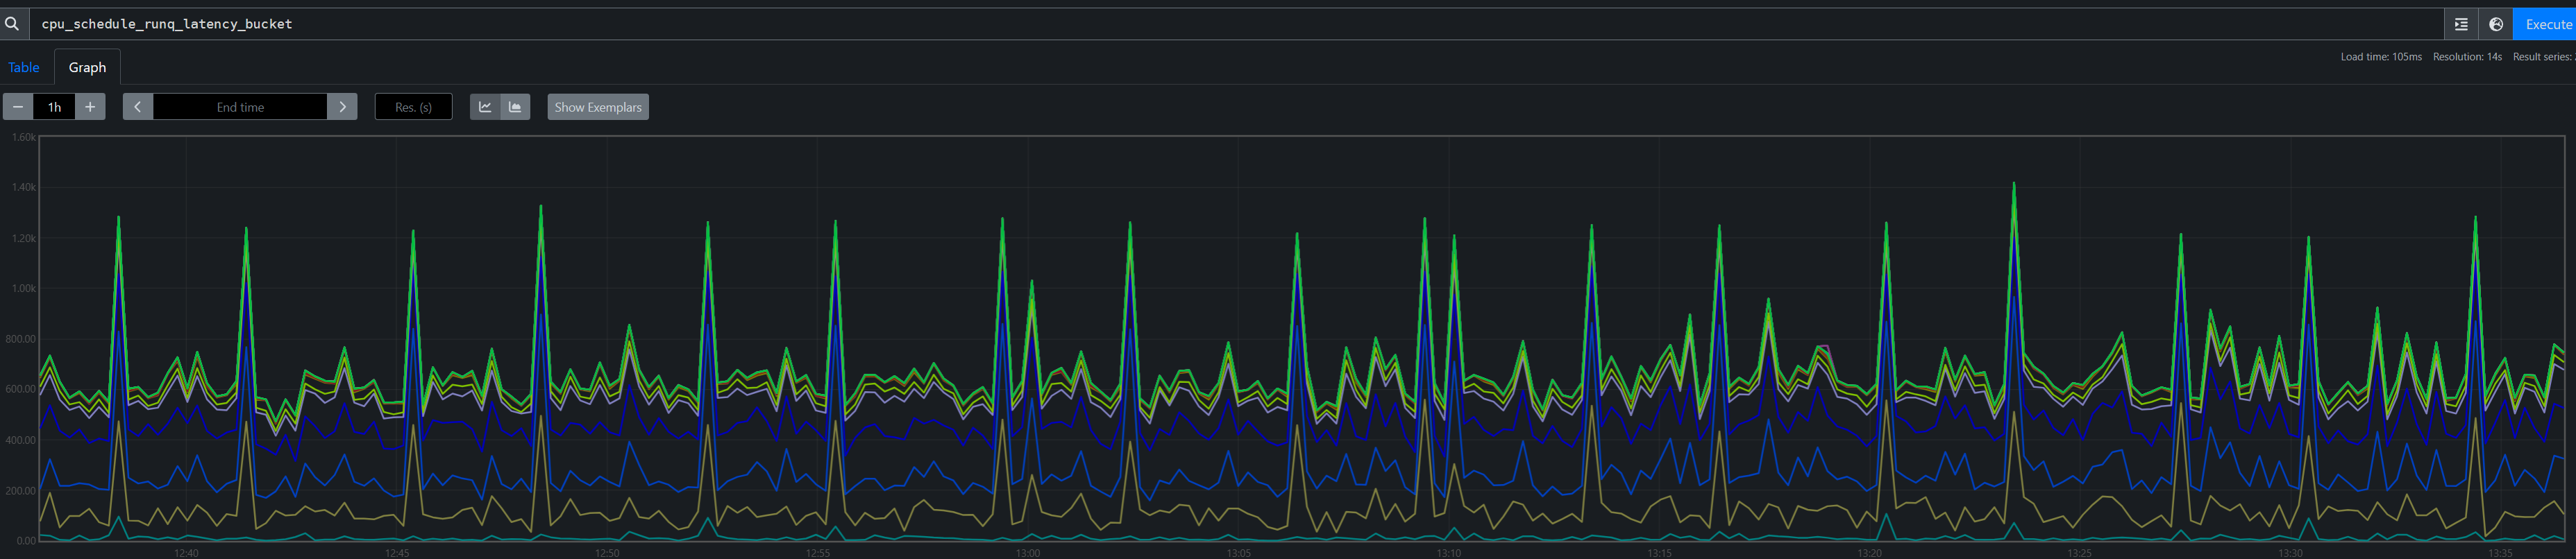 cpu_schedule_runq_latency_bucket
Execute
Table
Graph
Load time: 105ms Resolution: 14s Result series:
1h
End time
Res. (s)
Show Exemplars
1.60k
1.40k
1.20k
1.00k
800.00
600.00
400.00
200.00
0.00
12:40 12:45 12:50 12:55 13:00 13:05 13:10 13:15 13:20 13:25 13:30 13:35